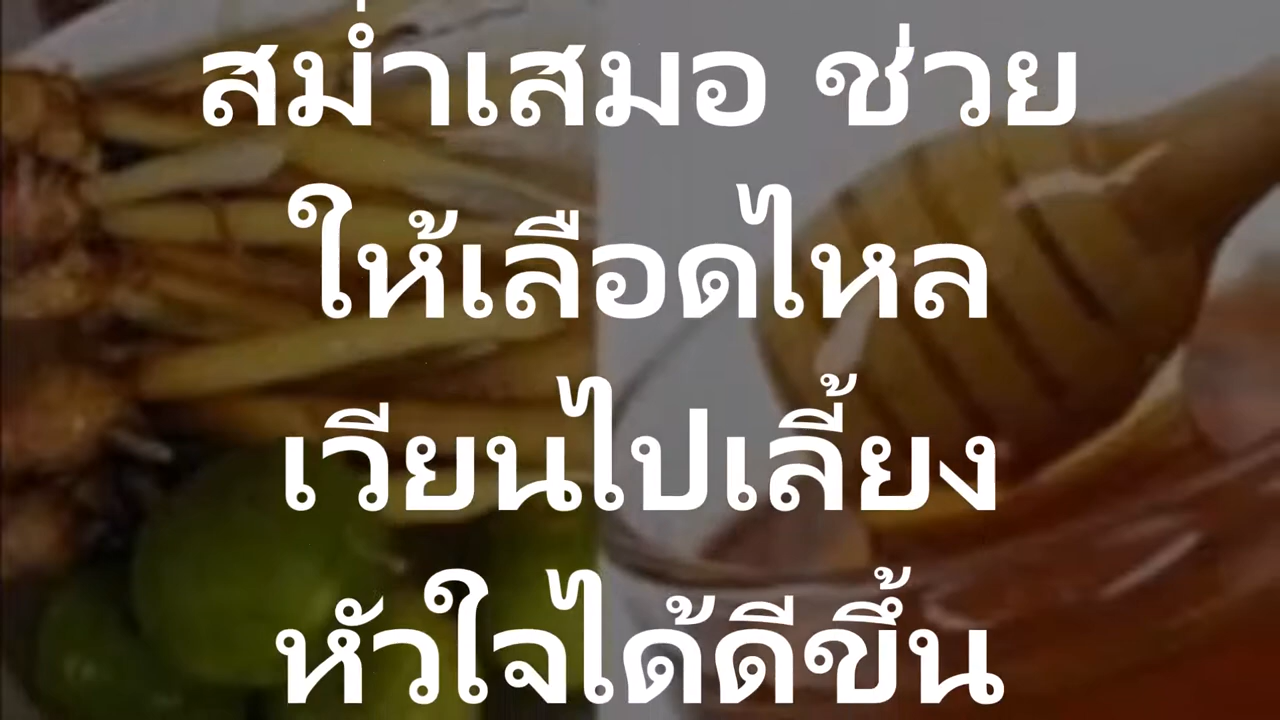 สม่ำเสมอ ช่วย
ให้เลือดไหล
เวียนไปเลี้ยง
หัวใจได้ดีขึ้น